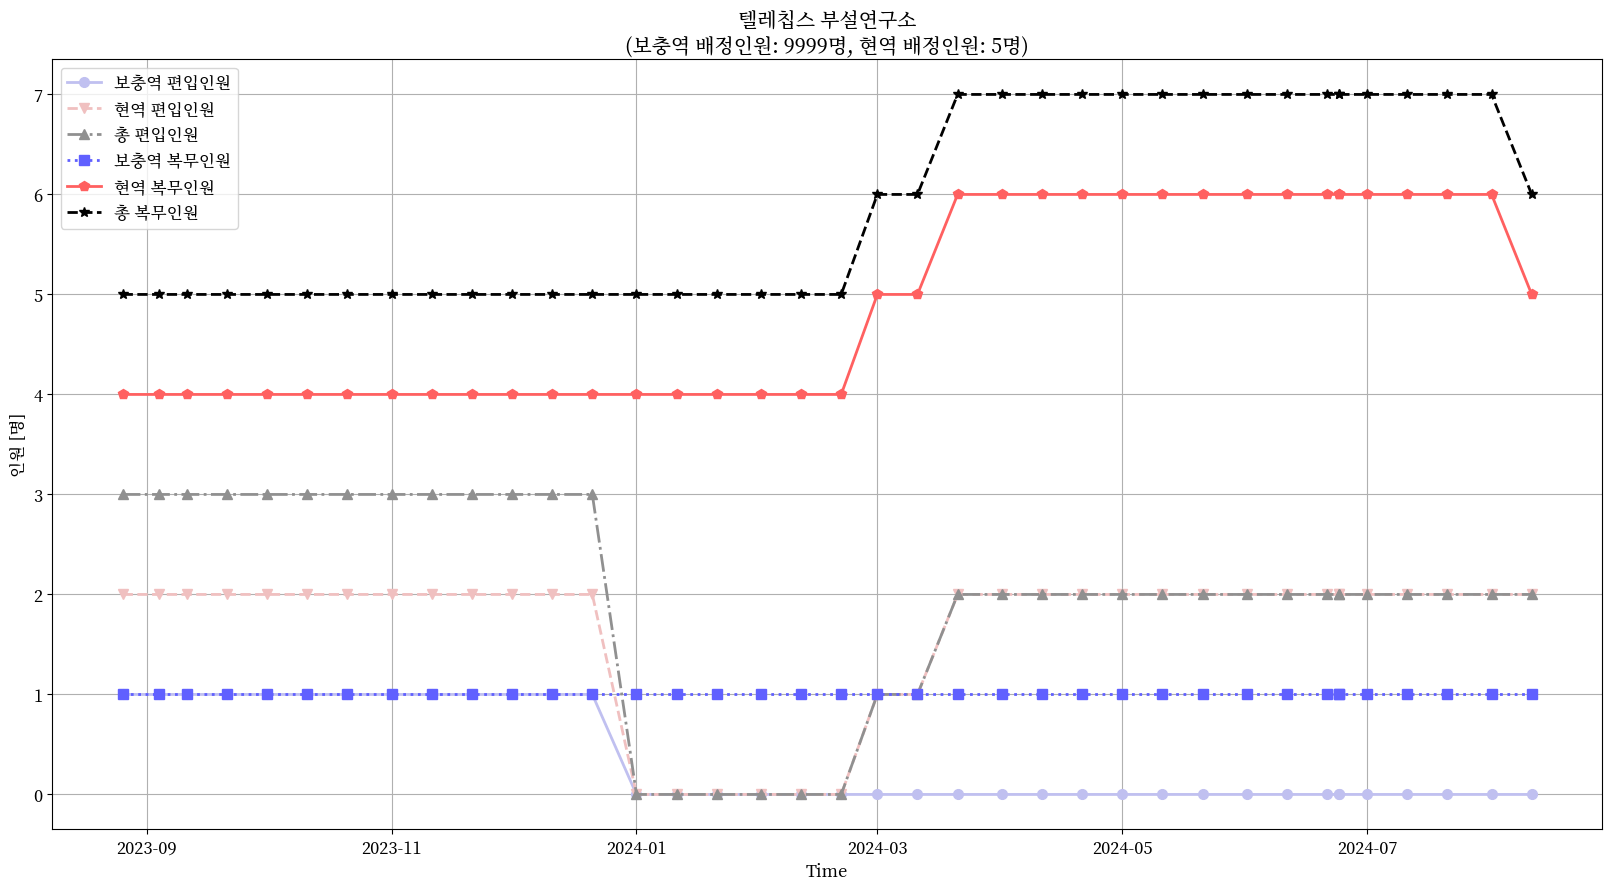 텔레칩스 부설연구소
(보충역 배정인원: 9999명, 현역 배정인원: 5명)
보충역 편입인원
현역 편입인원
총 편입인원
보충역 복무인원
현역 복무인원
총 복무인원
인원 [명]
7
6
5
4
3
2
1
0
2023-09
2023-11
2024-01
2024-03
2024-05
2024-07
Time